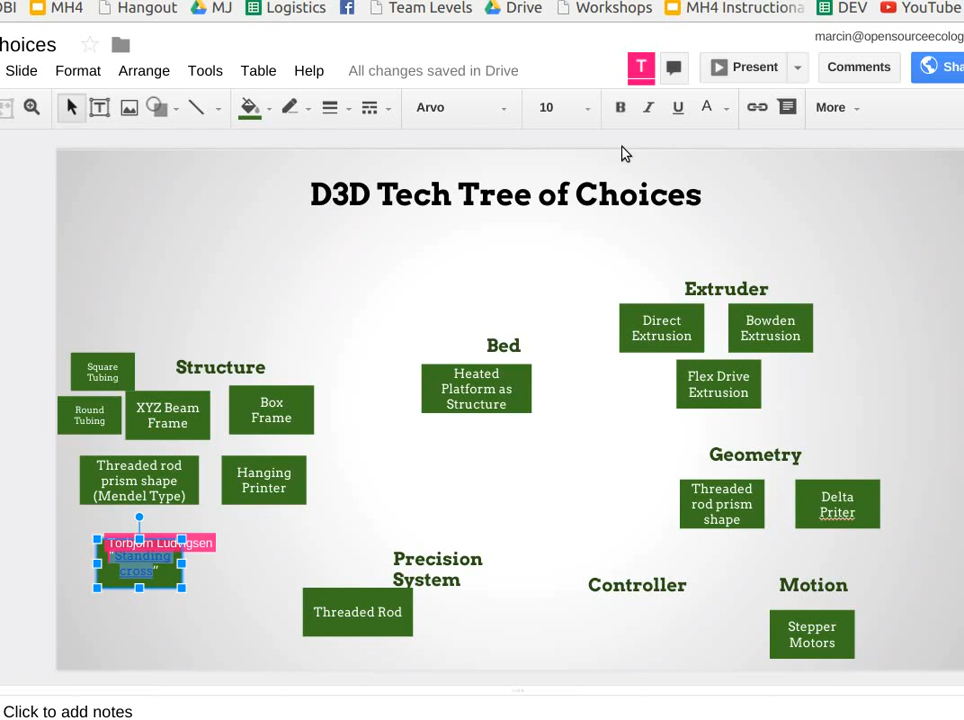 OBI MH4 Hangout MJ Logistics Team Levels Drive Workshops MH4 Instructiona DEV YouTube
hoices
marcin@opensourceecolog
Slide Format Arrange Tools Table Help All changes saved in Drive
T Present Comments Sha
Arvo 10 B I U A More
D3D Tech Tree of Choices
Extruder
Direct
Extrusion
Bowden
Extrusion
Flex Drive
Extrusion
Bed
Heated
Platform as
Structure
Structure
Square
Tubing
Round
Tubing
XYZ Beam
Frame
Box
Frame
Threaded rod
prism shape
(Mendel Type)
Hanging
Printer
Geometry
Threaded
rod prism
shape
Delta
Priter
Torbjorn Ludvigsen
"Standing
cross"
Precision
System
Threaded Rod
Controller
Motion
Stepper
Motors
Click to add notes